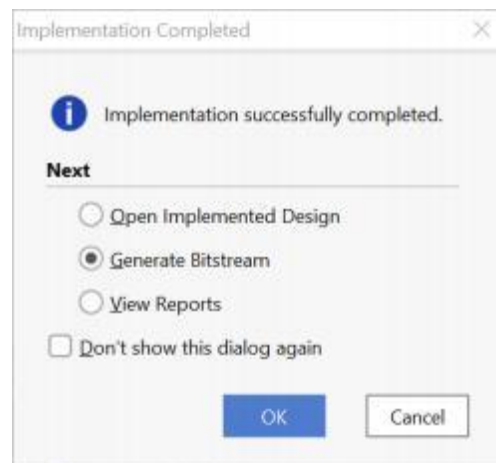 Implementation Completed
Implementation successfully completed.
Next
Open Implemented Design
Generate Bitstream
View Reports
Don't show this dialog again
OK
Cancel